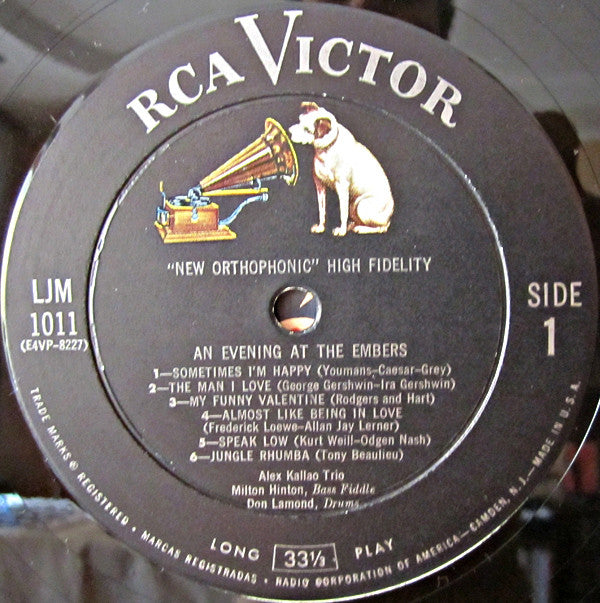 RCA VICTOR
"NEW ORTHOPHONIC" HIGH FIDELITY
LJM
1011
(E4VP-8227)
SIDE
1
AN EVENING AT THE EMBERS
1—SOMETIMES I'M HAPPY (Youmans-Caesar-Grey)
2—THE MAN I LOVE (George Gershwin-Ira Gershwin)
3—MY FUNNY VALENTINE (Rodgers and Hart)
4—ALMOST LIKE BEING IN LOVE
(Frederick Loewe-Allan Jay Lerner)
5—SPEAK LOW (Kurt Weill-Odgen Nash)
6—JUNGLE RHUMBA (Tony Beaulieu)
Alex Kallao Trio
Milton Hinton, Bass Fiddle
Don Lamond, Drums
LONG 33⅓ PLAY
TRADE MARKS ® REGISTERED • MARCAS REGISTRADAS • RADIO CORPORATION OF AMERICA—CAMDEN, N.J.—MADE IN U.S.A.